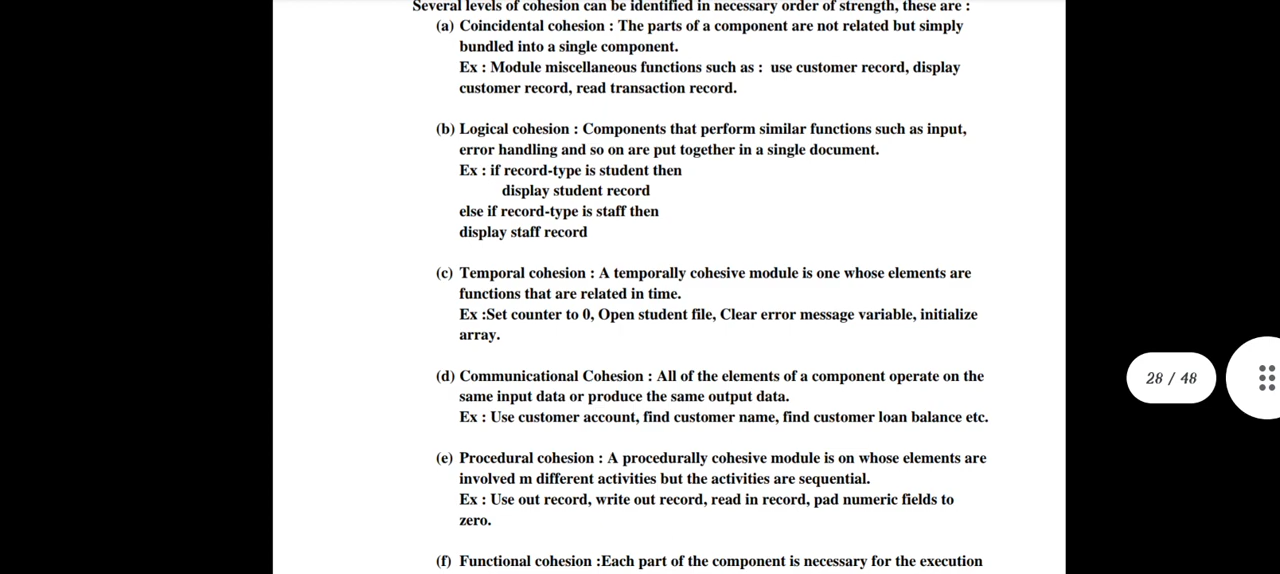 Several levels of cohesion can be identified in necessary order of strength, these are :
(a) Coincidental cohesion : The parts of a component are not related but simply
bundled into a single component.
Ex : Module miscellaneous functions such as : use customer record, display
customer record, read transaction record.
(b) Logical cohesion : Components that perform similar functions such as input,
error handling and so on are put together in a single document.
Ex : if record-type is student then
display student record
else if record-type is staff then
display staff record
(c) Temporal cohesion : A temporally cohesive module is one whose elements are
functions that are related in time.
Ex :Set counter to 0, Open student file, Clear error message variable, initialize
array.
(d) Communicational Cohesion : All of the elements of a component operate on the
same input data or produce the same output data.
Ex : Use customer account, find customer name, find customer loan balance etc.
28 / 48
(e) Procedural cohesion : A procedurally cohesive module is on whose elements are
involved m different activities but the activities are sequential.
Ex : Use out record, write out record, read in record, pad numeric fields to
zero.
(f) Functional cohesion :Each part of the component is necessary for the execution